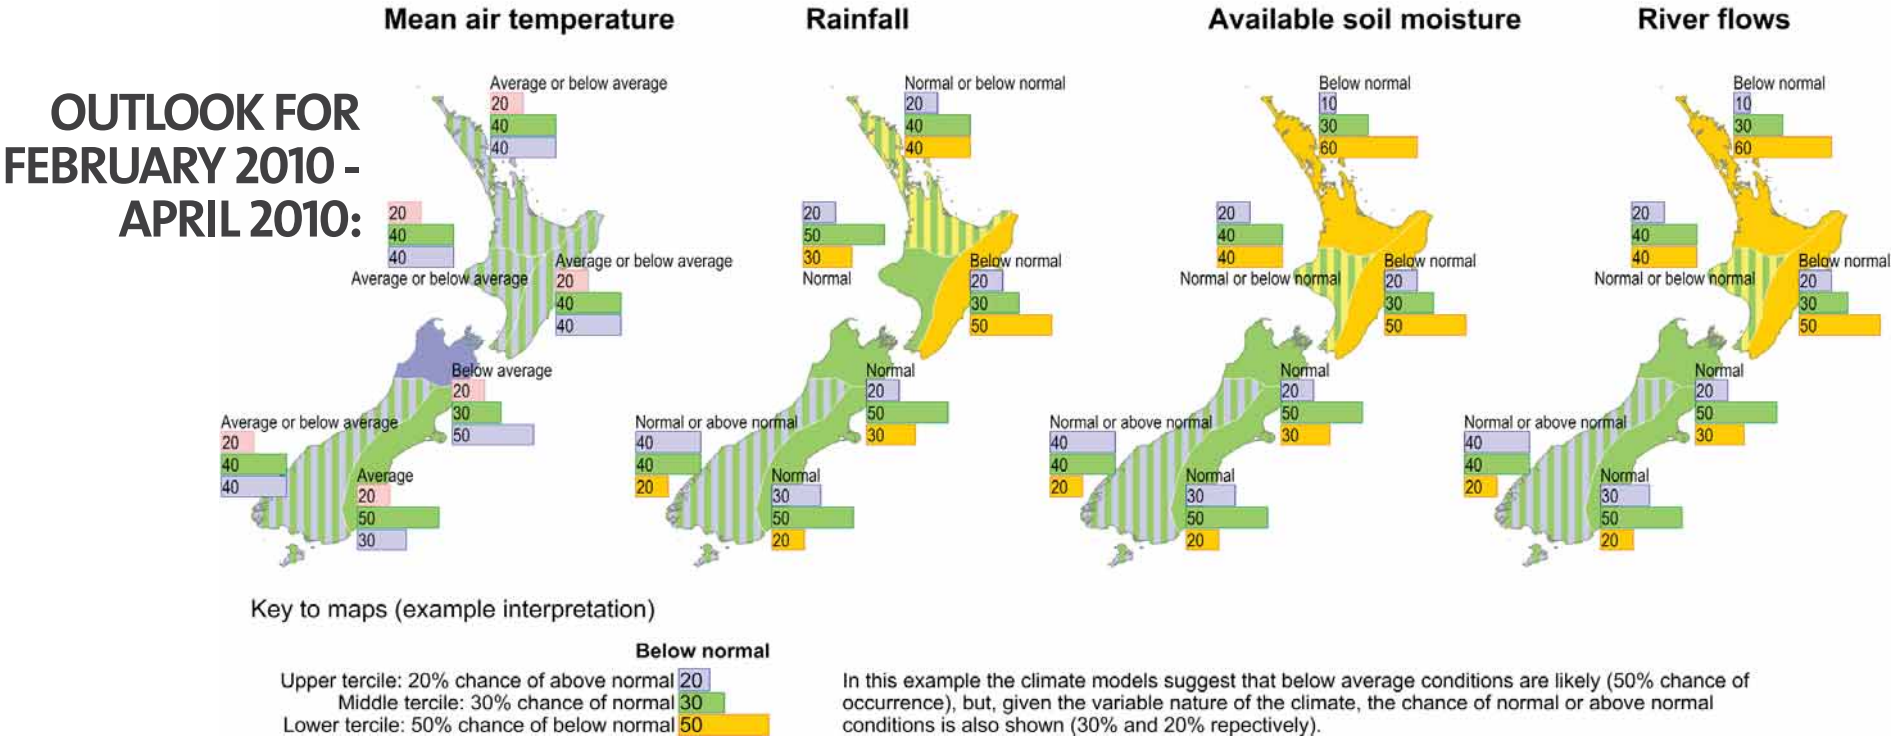 OUTLOOK FOR
FEBRUARY 2010 -
APRIL 2010:
Mean air temperature
Average or below average
20
40
40
20
40
40
Average or below average
Average or below average
20
40
40
Below average
20
30
50
Average or below average
20
40
40
Average
20
50
30
Rainfall
Normal or below normal
20
40
40
20
50
30
Normal
Below normal
20
30
50
Normal
20
50
30
Normal or above normal
40
40
20
Normal
30
50
20
Available soil moisture
Below normal
10
30
60
20
40
40
Normal or below normal
Below normal
20
30
50
Normal
20
50
30
Normal or above normal
40
40
20
Normal
30
50
20
River flows
Below normal
10
30
60
20
40
40
Normal or below normal
Below normal
20
30
50
Normal
20
50
30
Normal or above normal
40
40
20
Normal
30
50
20
Key to maps (example interpretation)
Below normal
Upper tercile: 20% chance of above normal 20
Middle tercile: 30% chance of normal 30
Lower tercile: 50% chance of below normal 50
In this example the climate models suggest that below average conditions are likely (50% chance of
occurrence), but, given the variable nature of the climate, the chance of normal or above normal
conditions is also shown (30% and 20% repectively).